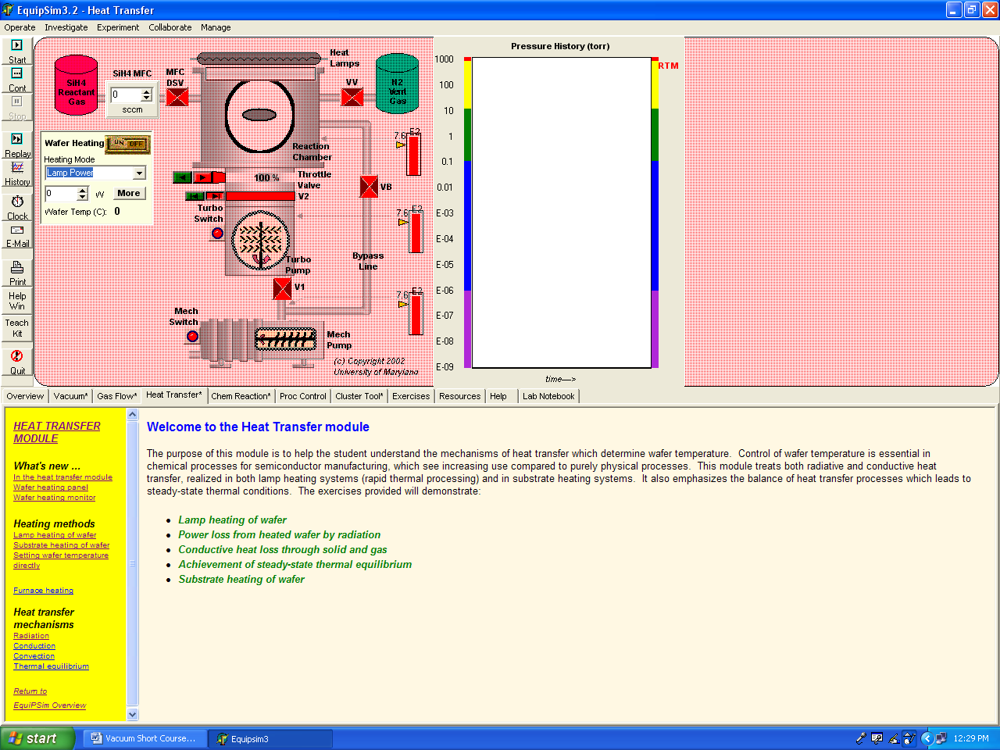 EquipSim3.2 - Heat Transfer
Operate Investigate Experiment Collaborate Manage
Start
Cont
Stop
Replay
History
Clock
E-Mail
Print
Help
Win
Teach
Kit
Quit
SiH4
Reactant
Gas
SiH4 MFC
0
sccm
MFC
DSV
Heat
Lamps
VV
N2
Vent
Gas
Wafer Heating
ON OFF
Heating Mode
Lamp Power
0 W More
Wafer Temp (C): 0
Reaction
Chamber
100 %
Throttle
Valve
V2
VB
Turbo
Switch
Turbo
Pump
Bypass
Line
V1
Mech
Switch
Mech
Pump
7.6 E2
7.6 E2
7.6 E2
(c) Copyright 2002
University of Maryland
Pressure History (torr)
RTM
1000
100
10
1
0.1
0.01
E-03
E-04
E-05
E-06
E-07
E-08
E-09
time--->
Overview Vacuum* Gas Flow* Heat Transfer* Chem Reaction* Proc Control Cluster Tool* Exercises Resources Help Lab Notebook
HEAT TRANSFER
MODULE
What's new ...
In the heat transfer module
Wafer heating panel
Wafer heating monitor
Heating methods
Lamp heating of wafer
Substrate heating of wafer
Setting wafer temperature
directly
Furnace heating
Heat transfer
mechanisms
Radiation
Conduction
Convection
Thermal equilibrium
Return to
EquiPSim Overview
Welcome to the Heat Transfer module
The purpose of this module is to help the student understand the mechanisms of heat transfer which determine wafer temperature. Control of wafer temperature is essential in
chemical processes for semiconductor manufacturing, which see increasing use compared to purely physical processes. This module treats both radiative and conductive heat
transfer, realized in both lamp heating systems (rapid thermal processing) and in substrate heating systems. It also emphasizes the balance of heat transfer processes which leads to
steady-state thermal conditions. The exercises provided will demonstrate:
• Lamp heating of wafer
• Power loss from heated wafer by radiation
• Conductive heat loss through solid and gas
• Achievement of steady-state thermal equilibrium
• Substrate heating of wafer
start Vacuum Short Course... Equipsim3 12:29 PM